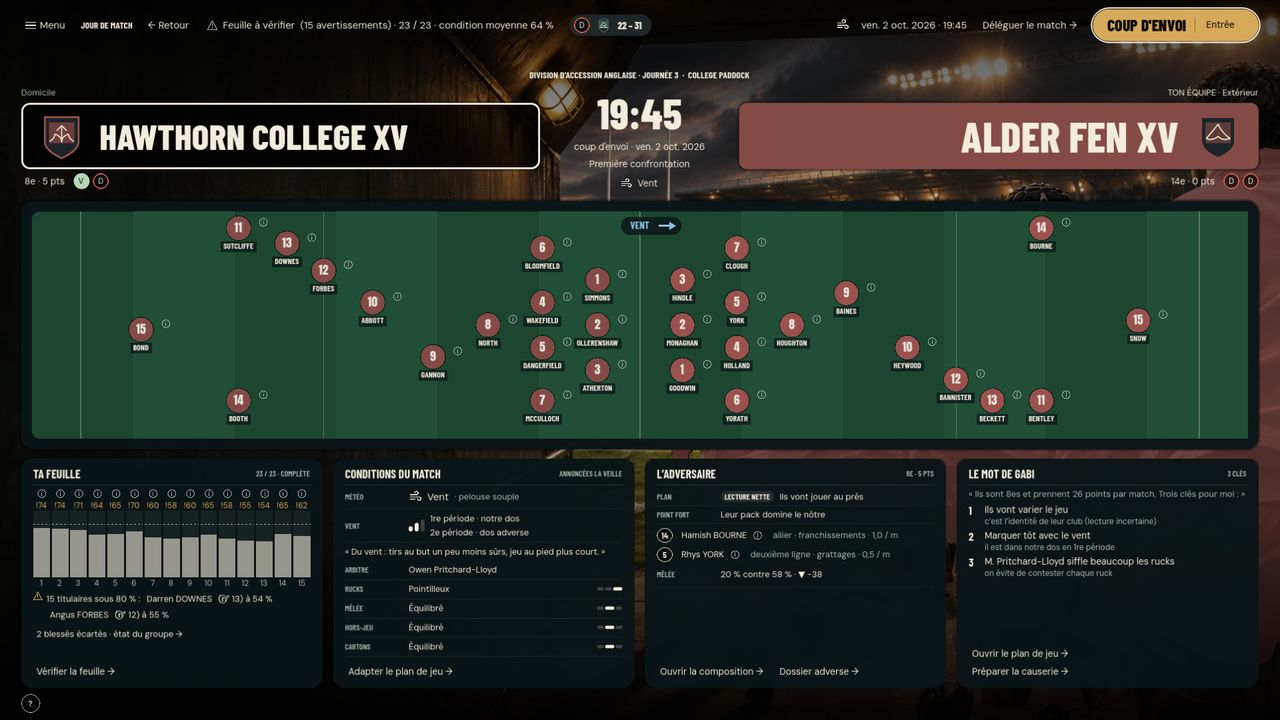 Menu
JOUR DE MATCH
← Retour
Feuille à vérifier (15 avertissements) · 23 / 23 · condition moyenne 64 %
D 22 – 31
ven. 2 oct. 2026 · 19:45
Déléguer le match →
COUP D'ENVOI
Entrée
DIVISION D'ACCESSION ANGLAISE · JOURNÉE 3 · COLLEGE PADDOCK
Domicile
TON ÉQUIPE · Extérieur
HAWTHORN COLLEGE XV
19:45
coup d'envoi · ven. 2 oct. 2026
Première confrontation
Vent
ALDER FEN XV
8e · 5 pts V D
14e · 0 pts D D
VENT →
11 SUTCLIFFE
13 DOWNES
12 FORBES
10 ABBOTT
15 BOND
9 GANNON
14 BOOTH
8 NORTH
6 BLOOMFIELD
4 WAKEFIELD
5 DANGERFIELD
7 MCCULLOCH
1 SIMMONS
2 OLLERENSHAW
3 ATHERTON
3 HINDLE
2 MONAGHAN
1 GOODWIN
7 CLOUGH
5 YORK
4 HOLLAND
6 YORATH
8 HOUGHTON
9 BAINES
10 HEYWOOD
12 BANNISTER
13 BECKETT
11 BENTLEY
14 BOURNE
15 SNOW
TA FEUILLE
23 / 23 · COMPLÈTE
!74 !74 !71 !64 !65 !70 !60 !65 !58 !60 !65 !58 !55 !54 !65 !62
1 2 3 4 5 6 7 8 9 10 11 12 13 14 15
15 titulaires sous 80 % : Darren DOWNES (n° 13) à 54 %
Angus FORBES (n° 12) à 55 %
2 blessés écartés · état du groupe →
Vérifier la feuille →
CONDITIONS DU MATCH
ANNONCÉES LA VEILLE
MÉTÉO Vent · pelouse souple
VENT 1re période · notre dos
2e période · dos adverse
« Du vent : tirs au but un peu moins sûrs, jeu au pied plus court. »
ARBITRE Owen Pritchard-Lloyd
RUCKS Pointilleux
MÊLÉE Équilibré
HORS-JEU Équilibré
CARTONS Équilibré
Adapter le plan de jeu →
L'ADVERSAIRE
8E · 5 PTS
PLAN LECTURE NETTE Ils vont jouer au près
POINT FORT Leur pack domine le nôtre
14 Hamish BOURNE ailier · franchissements · 1,0 / m
5 Rhys YORK deuxième ligne · grattages · 0,5 / m
MÊLÉE 20 % contre 58 % · ▼ −38
Ouvrir la composition →
Dossier adverse →
LE MOT DE GABI
3 CLÉS
« Ils sont 8es et prennent 26 points par match. Trois clés pour moi : »
1 Ils vont varier le jeu
c'est l'identité de leur club (lecture incertaine)
2 Marquer tôt avec le vent
il est dans notre dos en 1re période
3 M. Pritchard-Lloyd siffle beaucoup les rucks
on évite de contester chaque ruck
Ouvrir le plan de jeu →
Préparer la causerie →
?